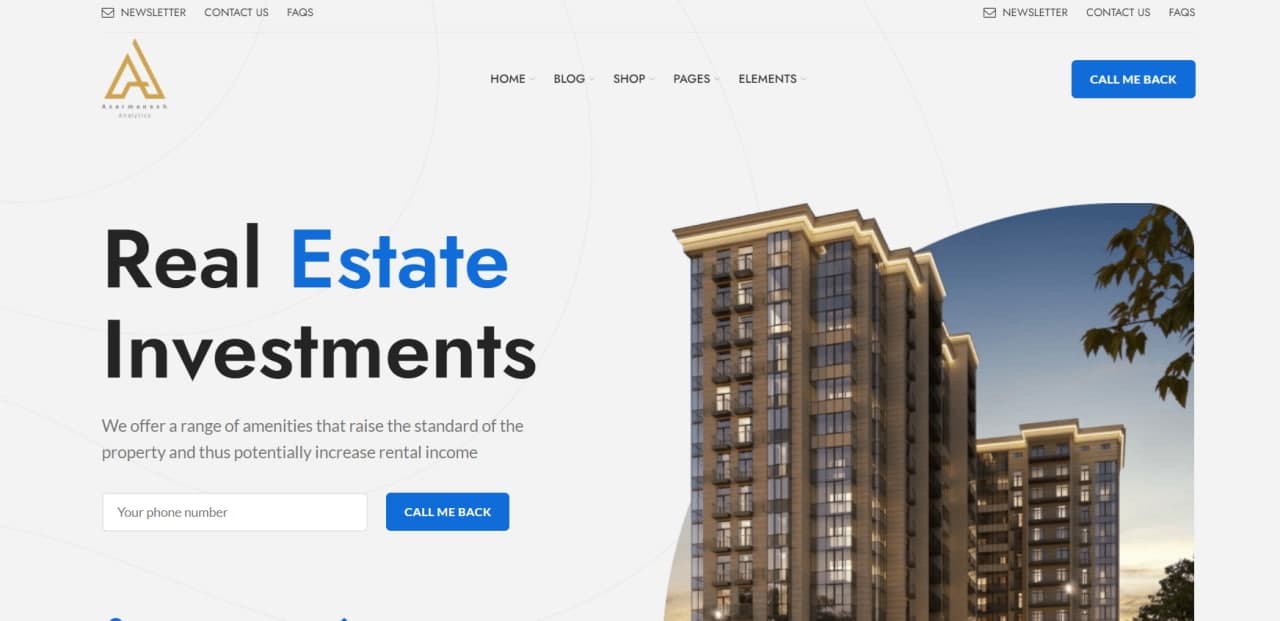 NEWSLETTER CONTACT US FAQS
NEWSLETTER CONTACT US FAQS
HOME BLOG SHOP PAGES ELEMENTS
CALL ME BACK
Azarmanesh
Analytics
Real Estate
Investments
We offer a range of amenities that raise the standard of the
property and thus potentially increase rental income
Your phone number
CALL ME BACK